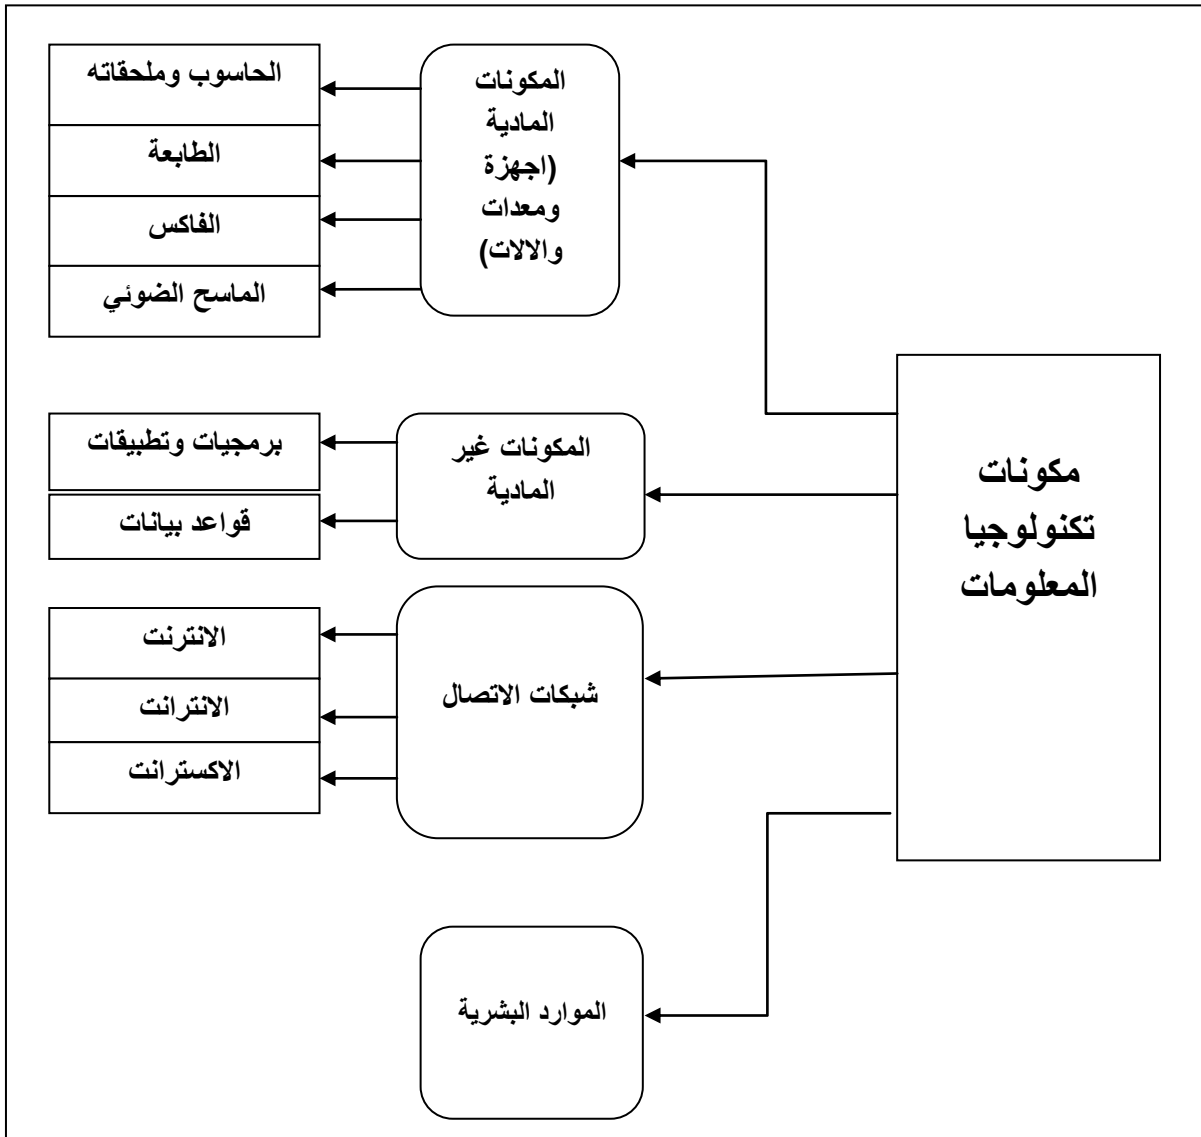 مكونات
تكنولوجيا
المعلومات
المكونات
المادية
(اجهزة
ومعدات
والالات)
الحاسوب وملحقاته
الطابعة
الفاكس
الماسح الضوئي
المكونات غير
المادية
برمجيات وتطبيقات
قواعد بيانات
شبكات الاتصال
الانترنت
الانترانت
الاكسترانت
الموارد البشرية